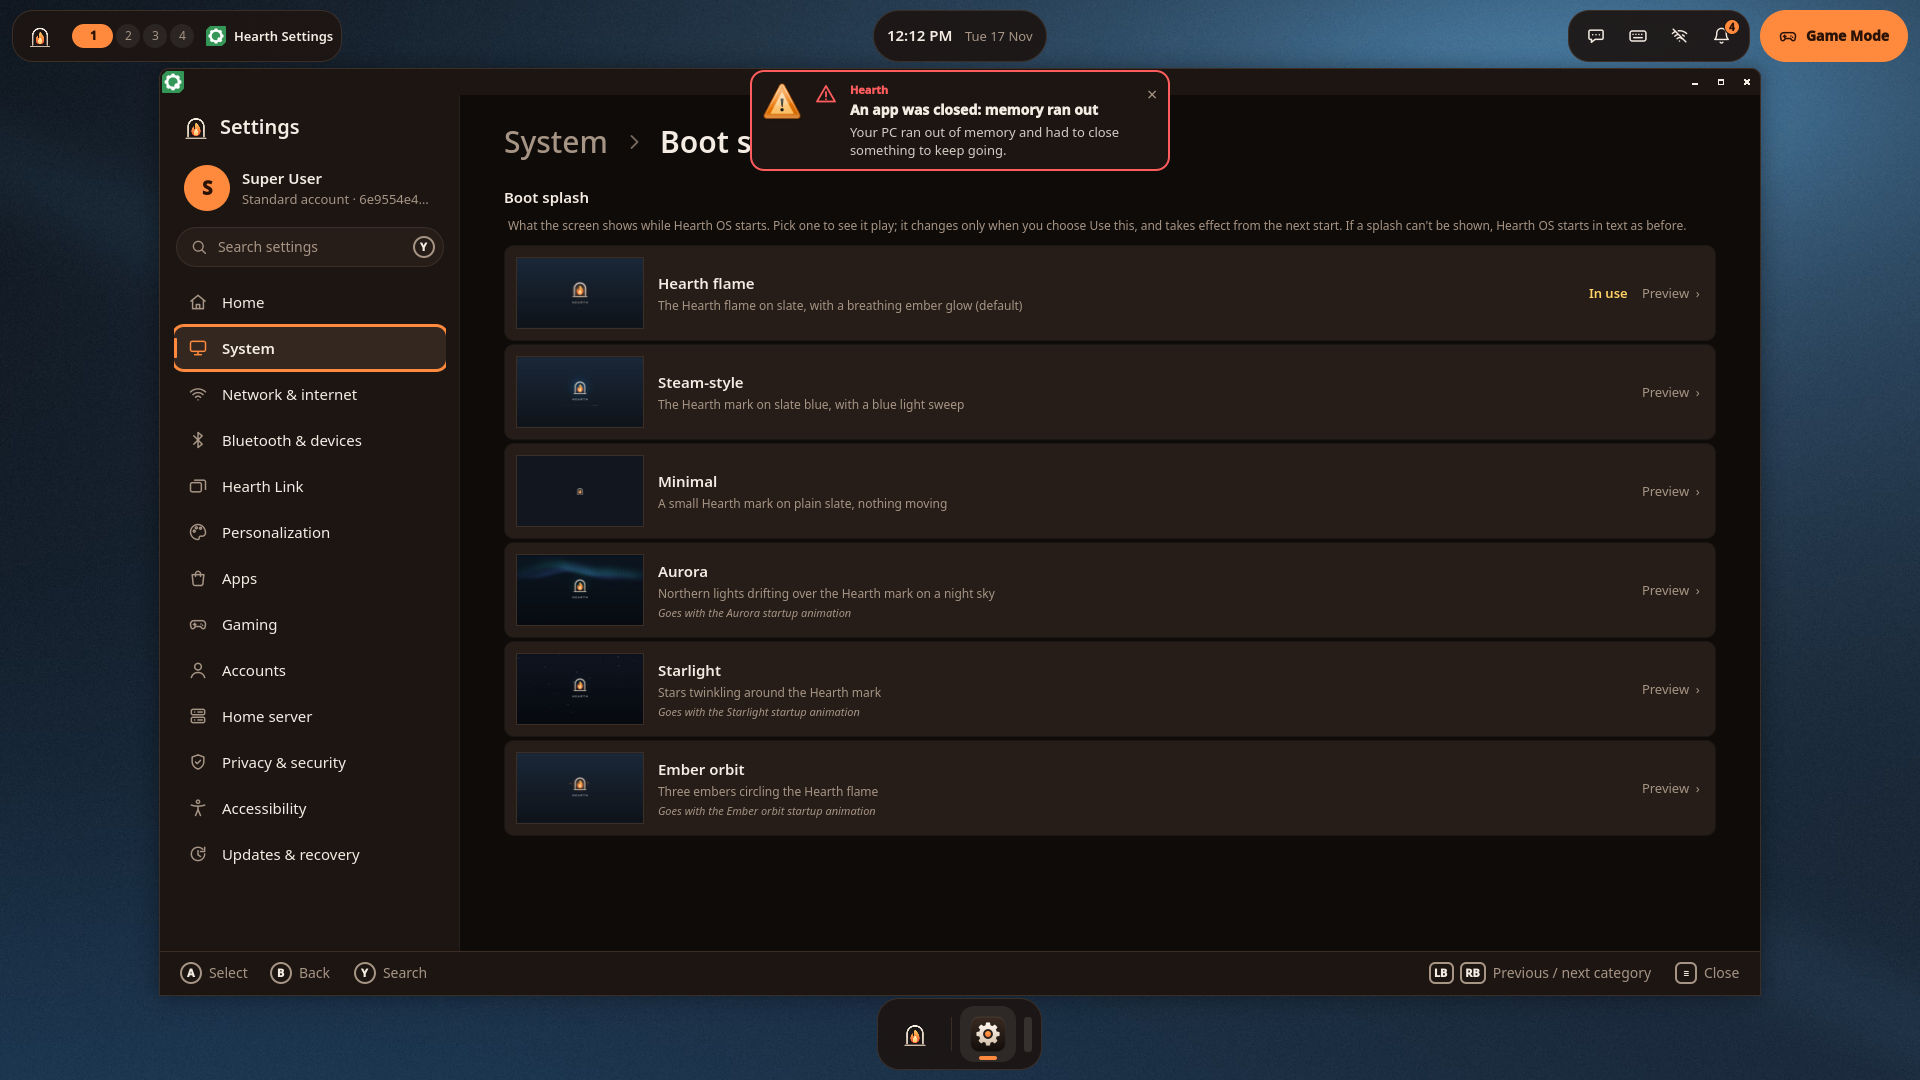 1 2 3 4 Hearth Settings
12:12 PM Tue 17 Nov
4
Game Mode
Hearth
An app was closed: memory ran out
Your PC ran out of memory and had to close
something to keep going.
Settings
Super User
Standard account · 6e9554e4...
Search settings Y
Home
System
Network & internet
Bluetooth & devices
Hearth Link
Personalization
Apps
Gaming
Accounts
Home server
Privacy & security
Accessibility
Updates & recovery
System > Boot s
Boot splash
What the screen shows while Hearth OS starts. Pick one to see it play; it changes only when you choose Use this, and takes effect from the next start. If a splash can't be shown, Hearth OS starts in text as before.
Hearth flame
The Hearth flame on slate, with a breathing ember glow (default)
In use Preview ›
Steam-style
The Hearth mark on slate blue, with a blue light sweep
Preview ›
Minimal
A small Hearth mark on plain slate, nothing moving
Preview ›
Aurora
Northern lights drifting over the Hearth mark on a night sky
Goes with the Aurora startup animation
Preview ›
Starlight
Stars twinkling around the Hearth mark
Goes with the Starlight startup animation
Preview ›
Ember orbit
Three embers circling the Hearth flame
Goes with the Ember orbit startup animation
Preview ›
A Select B Back Y Search
LB RB Previous / next category Close